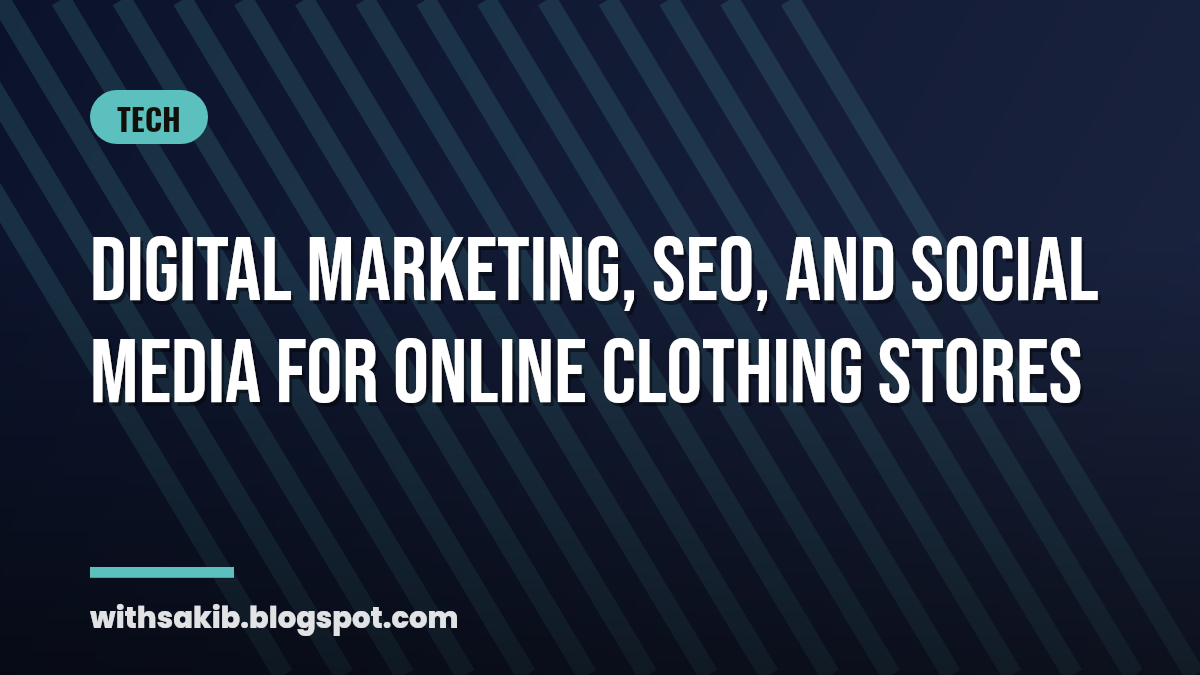 TECH
DIGITAL MARKETING, SEO, AND SOCIAL
MEDIA FOR ONLINE CLOTHING STORES
withsakib.blogspot.com